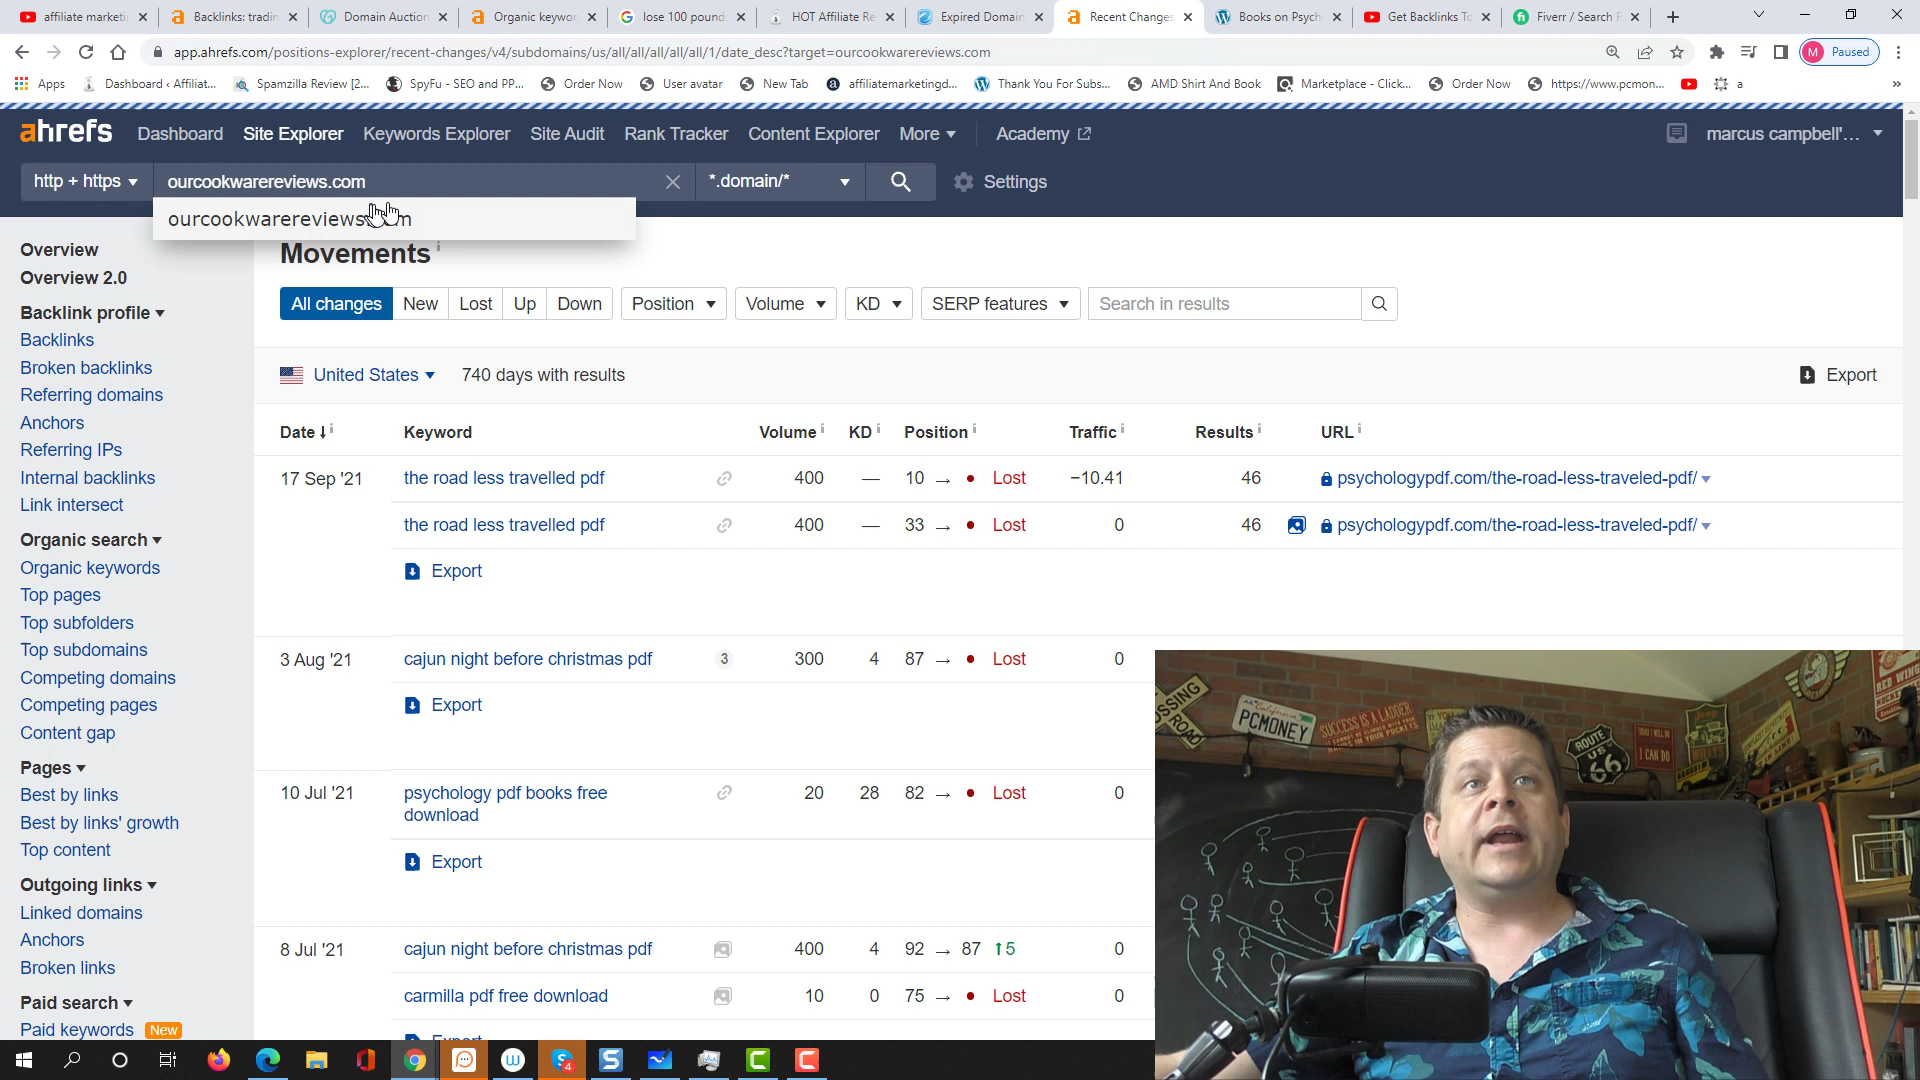 affiliate marketi
Backlinks: tradin
Domain Auction
Organic keywor
lose 100 pound
HOT Affiliate Re
Expired Domain
Recent Changes
Books on Psych
Get Backlinks To
Fiverr / Search R
app.ahrefs.com/positions-explorer/recent-changes/v4/subdomains/us/all/all/all/all/all/1/date_desc?target=ourcookwarereviews.com
M Paused
Apps
Dashboard ‹ Affiliat...
Spamzilla Review [2...
SpyFu - SEO and PP...
Order Now
User avatar
New Tab
affiliatemarketingd...
Thank You For Subs...
AMD Shirt And Book
Marketplace - Click...
Order Now
https://www.pcmon...
a
»
ahrefs Dashboard Site Explorer Keywords Explorer Site Audit Rank Tracker Content Explorer More Academy marcus campbell'...
http + https ourcookwarereviews.com *.domain/* Settings
ourcookwarereviews
Overview
Overview 2.0
Backlink profile
Backlinks
Broken backlinks
Referring domains
Anchors
Referring IPs
Internal backlinks
Link intersect
Organic search
Organic keywords
Top pages
Top subfolders
Top subdomains
Competing domains
Competing pages
Content gap
Pages
Best by links
Best by links' growth
Top content
Outgoing links
Linked domains
Anchors
Broken links
Paid search
Paid keywords New
Movements
All changes New Lost Up Down Position Volume KD SERP features Search in results
United States 740 days with results Export
Date Keyword Volume KD Position Traffic Results URL
17 Sep '21 the road less travelled pdf 400 — 10 → Lost −10.41 46 psychologypdf.com/the-road-less-traveled-pdf/
the road less travelled pdf 400 — 33 → Lost 0 46 psychologypdf.com/the-road-less-traveled-pdf/
Export
3 Aug '21 cajun night before christmas pdf 3 300 4 87 → Lost 0
Export
10 Jul '21 psychology pdf books free 20 28 82 → Lost 0
download
Export
8 Jul '21 cajun night before christmas pdf 400 4 92 → 87 ↑5 0
carmilla pdf free download 10 0 75 → Lost 0
Export
CROSSING
ROAD
California
PCMONEY
SUCCESS IS A LADDER
ROUTE
US
66
I CAN DO
RED WING
4